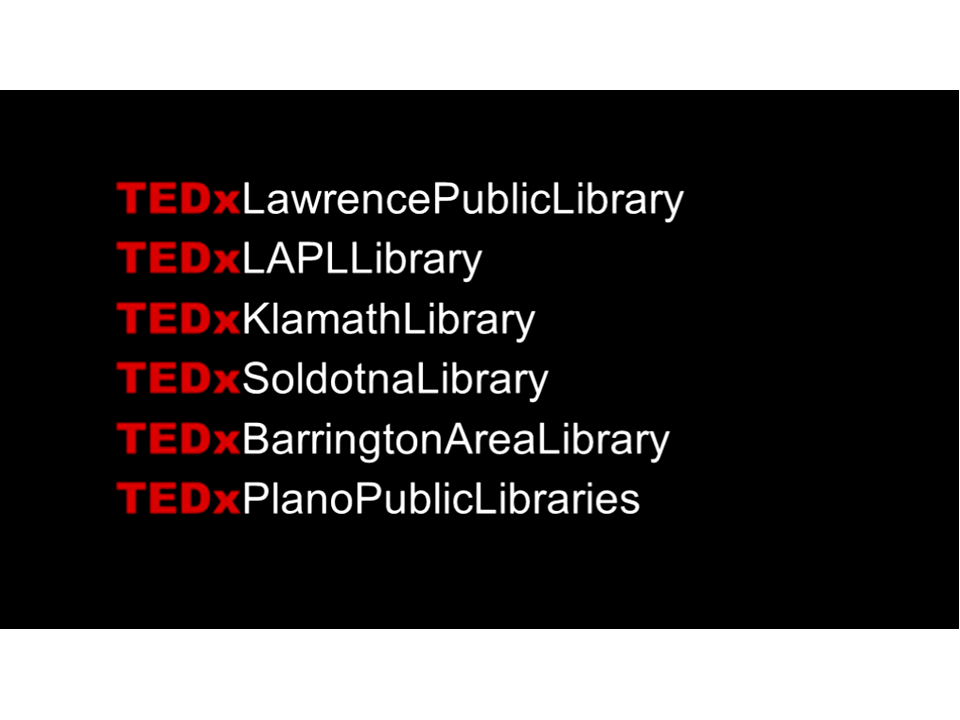 TEDxLawrencePublicLibrary
TEDxLAPLLibrary
TEDxKlamathLibrary
TEDxSoldotnaLibrary
TEDxBarringtonAreaLibrary
TEDxPlanoPublicLibraries